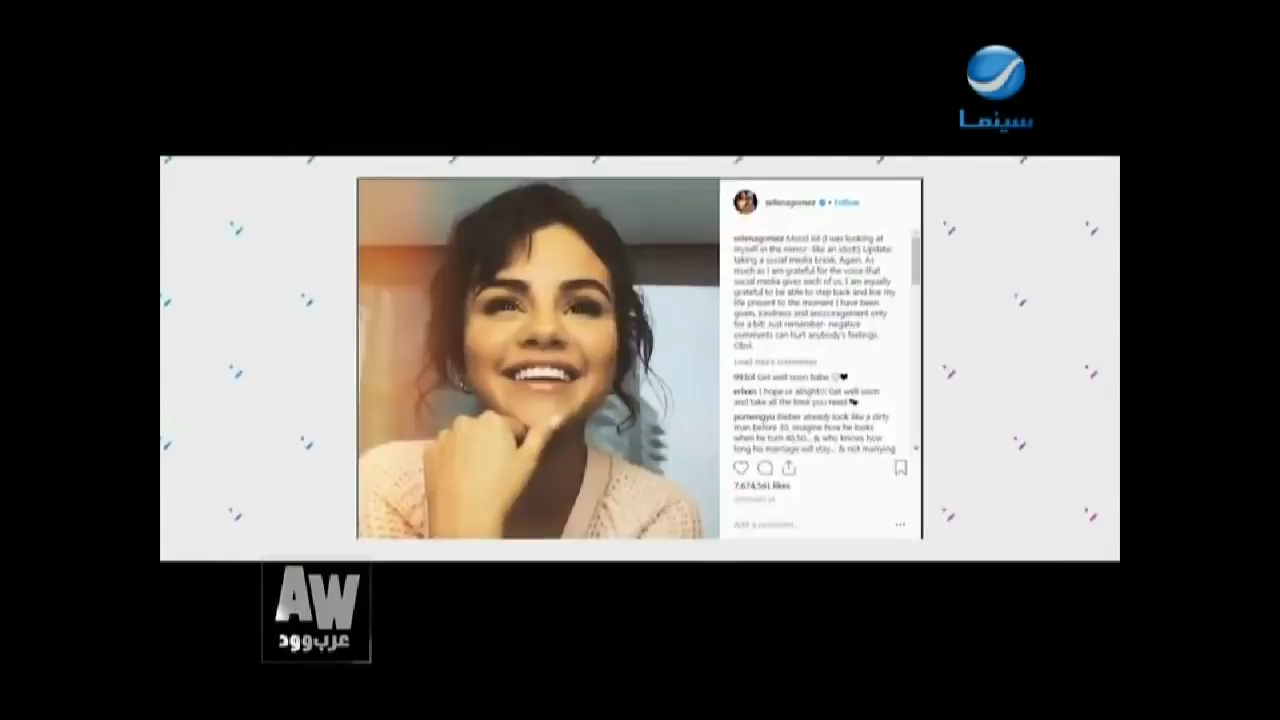 سينما
selenagomez • Follow
selenagomez Mood lol (I was looking at
myself in the mirror- like an idiot!) Update:
taking a social media break. Again. As
much as I am grateful for the voice that
social media gives each of us, I am equally
grateful to be able to step back and live my
life present to the moment I have been
given. Kindness and encouragement only
for a bit! Just remember- negative
comments can hurt anybody's feelings.
Obvi.
Load more comments
Get well soon babe
I hope ur alright!!! Get well soon
and take all the time you need
Bieber already look like a dirty
man before 30, imagine how he looks
when he turn 40,50... & who knows how
long his marriage will stay... & not marrying
7,674,561 likes
Add a comment...
AW
عرب وود